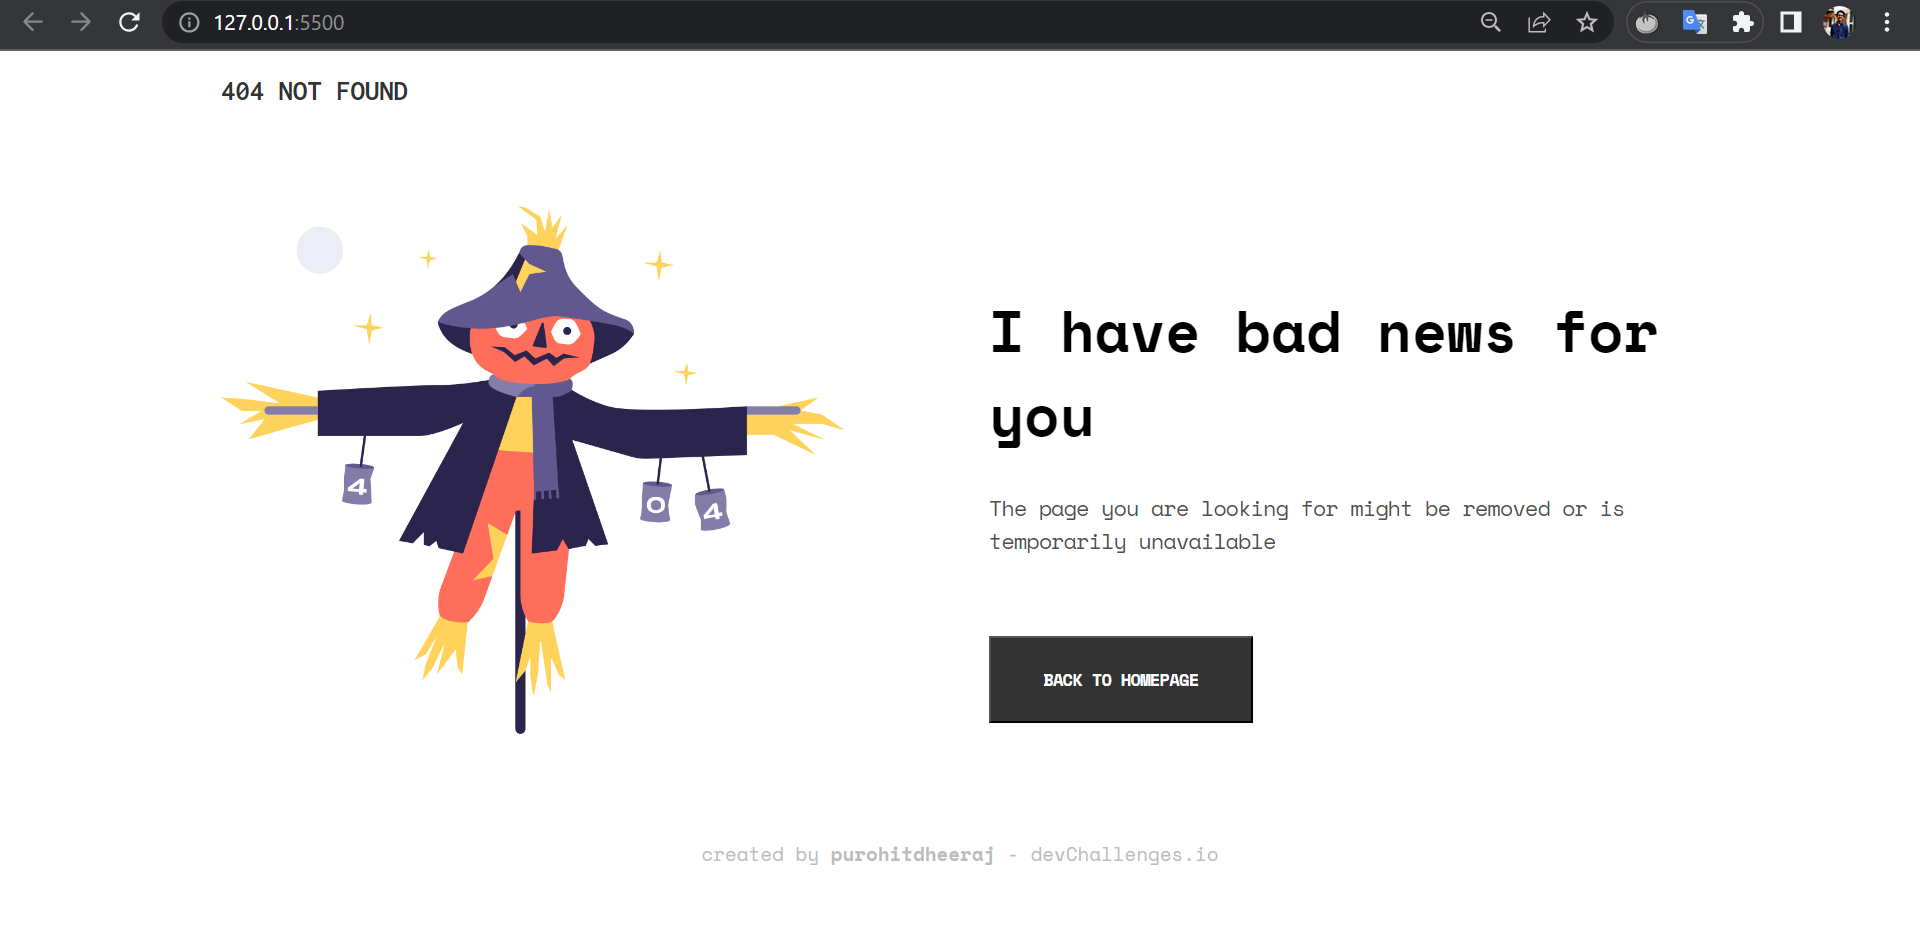 127.0.0.1:5500
404 NOT FOUND
4
0 4
I have bad news for
you
The page you are looking for might be removed or is
temporarily unavailable
BACK TO HOMEPAGE
created by purohitdheeraj - devChallenges.io